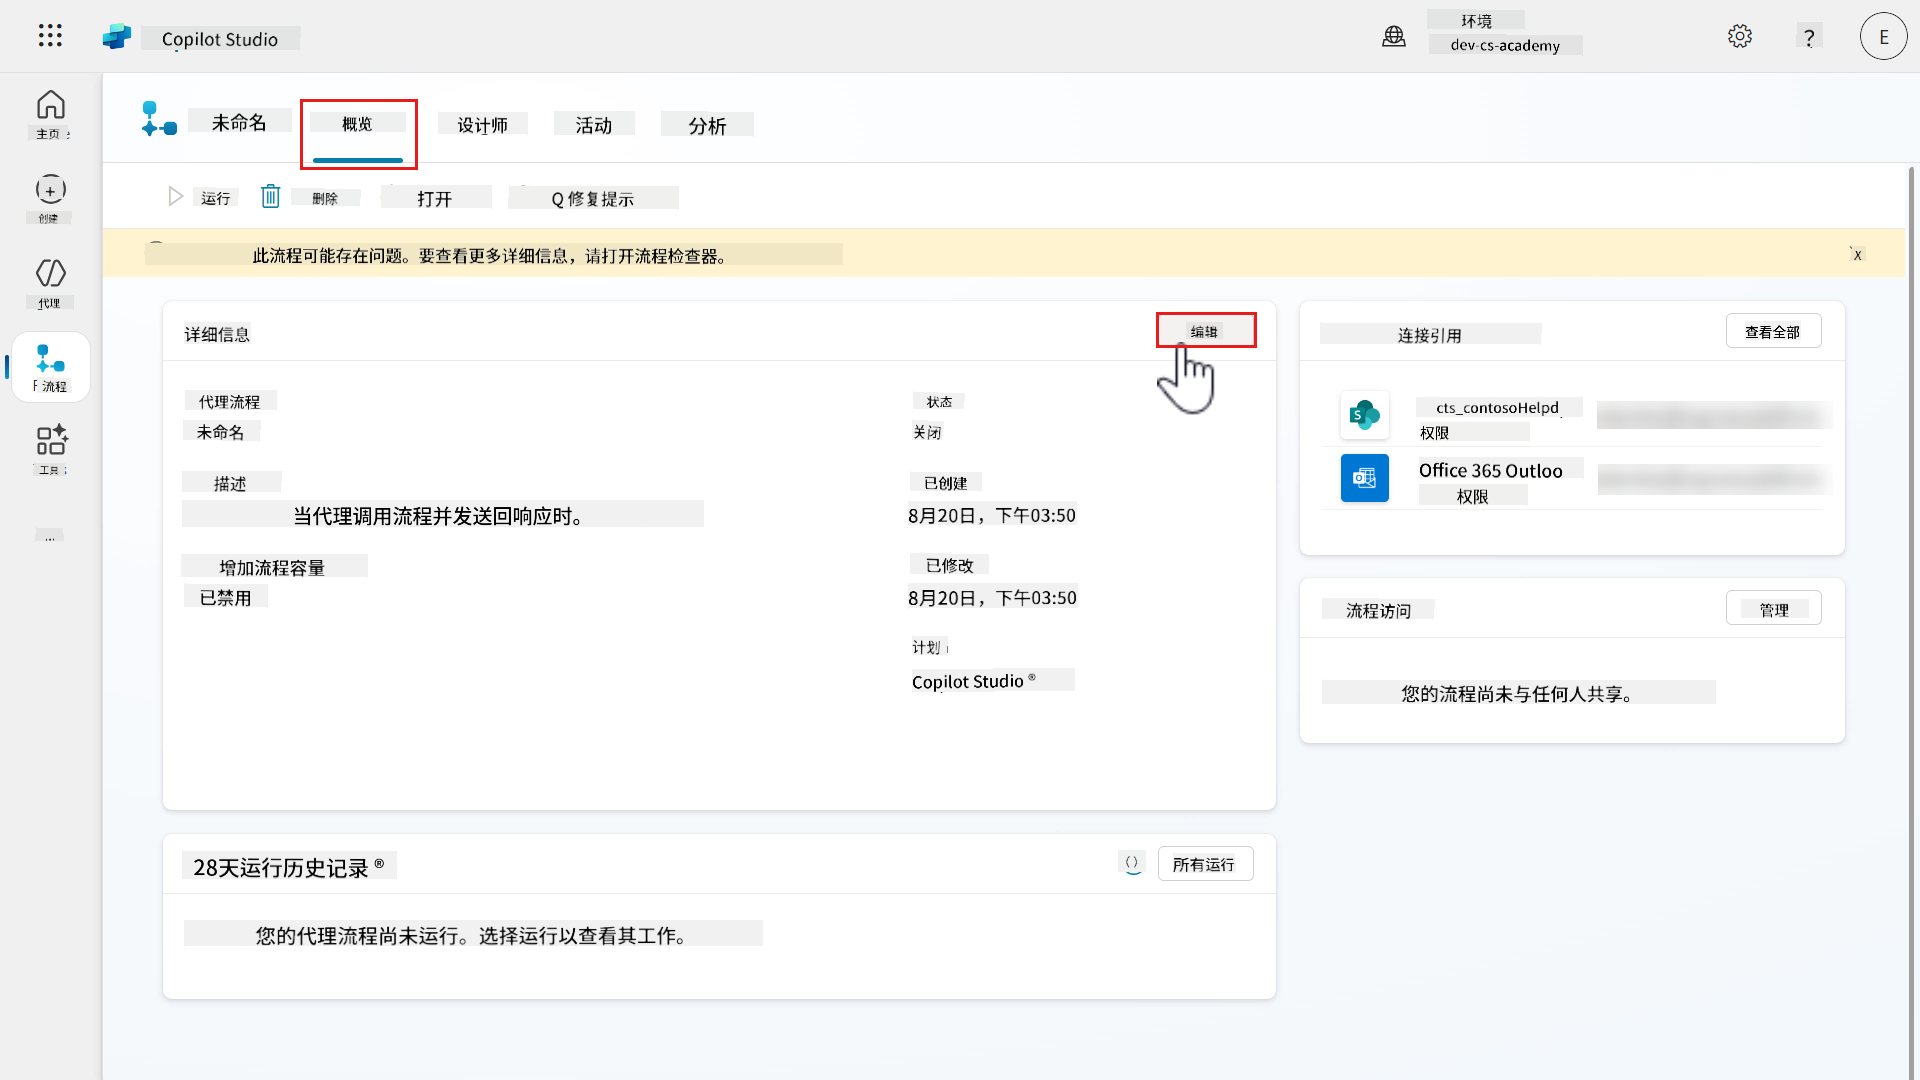 Copilot Studio
环境
dev-cs-academy
?
E
主页
创建
代理
流程
工具
...
未命名
概览
设计师
活动
分析
运行
删除
打开
Q 修复提示
此流程可能存在问题。要查看更多详细信息，请打开流程检查器。
x
详细信息
编辑
代理流程
未命名
描述
当代理调用流程并发送回响应时。
增加流程容量
已禁用
状态
关闭
已创建
8月20日，下午03:50
已修改
8月20日，下午03:50
计划
Copilot Studio ®
连接引用
查看全部
cts_contosoHelpd
权限
Office 365 Outloo
权限
流程访问
管理
您的流程尚未与任何人共享。
28天运行历史记录 ®
()
所有运行
您的代理流程尚未运行。选择运行以查看其工作。